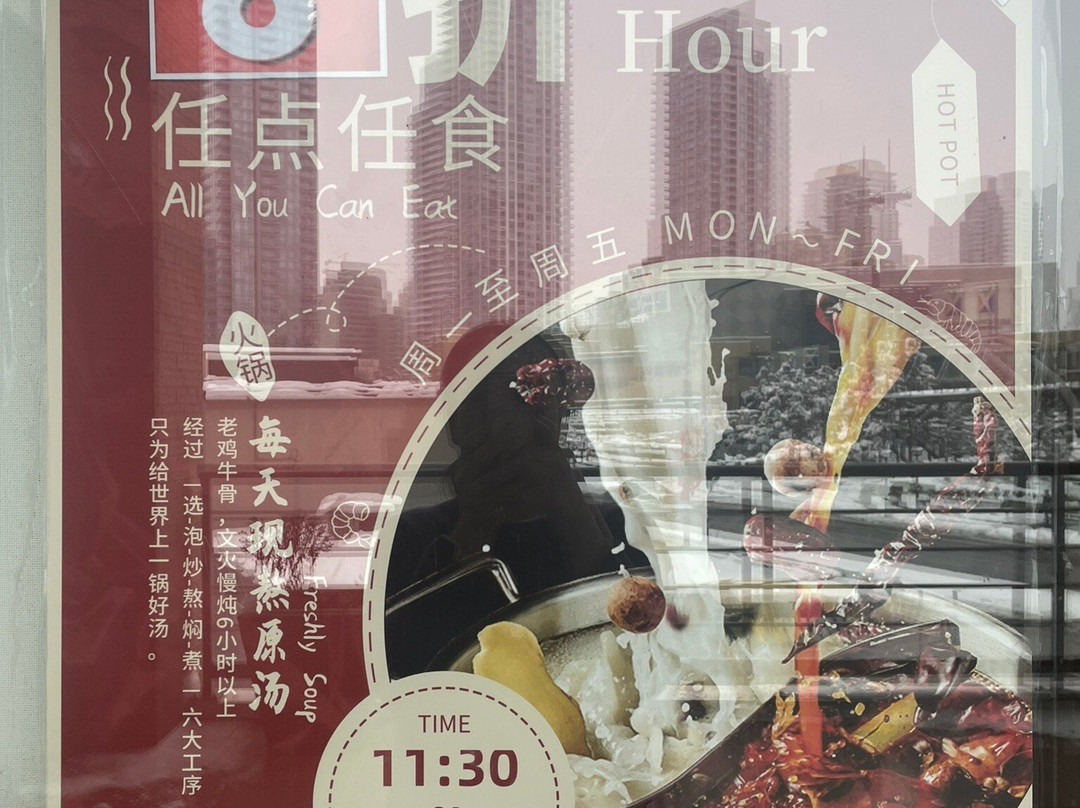 折
Hour
HOT POT
任点任食
All You Can Eat
周一至周五 MON~FRI
火锅
每天现熬原汤
Freshly Soup
老鸡牛骨,文火慢炖6小时以上
经过 一选-泡-炒-熬-焖-煮一 六大工序
只为给世界上一锅好汤。
TIME
11:30